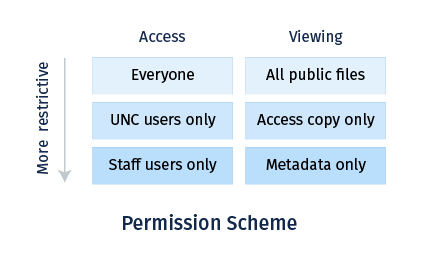 Access Viewing
More restrictive
Everyone All public files
UNC users only Access copy only
Staff users only Metadata only
Permission Scheme